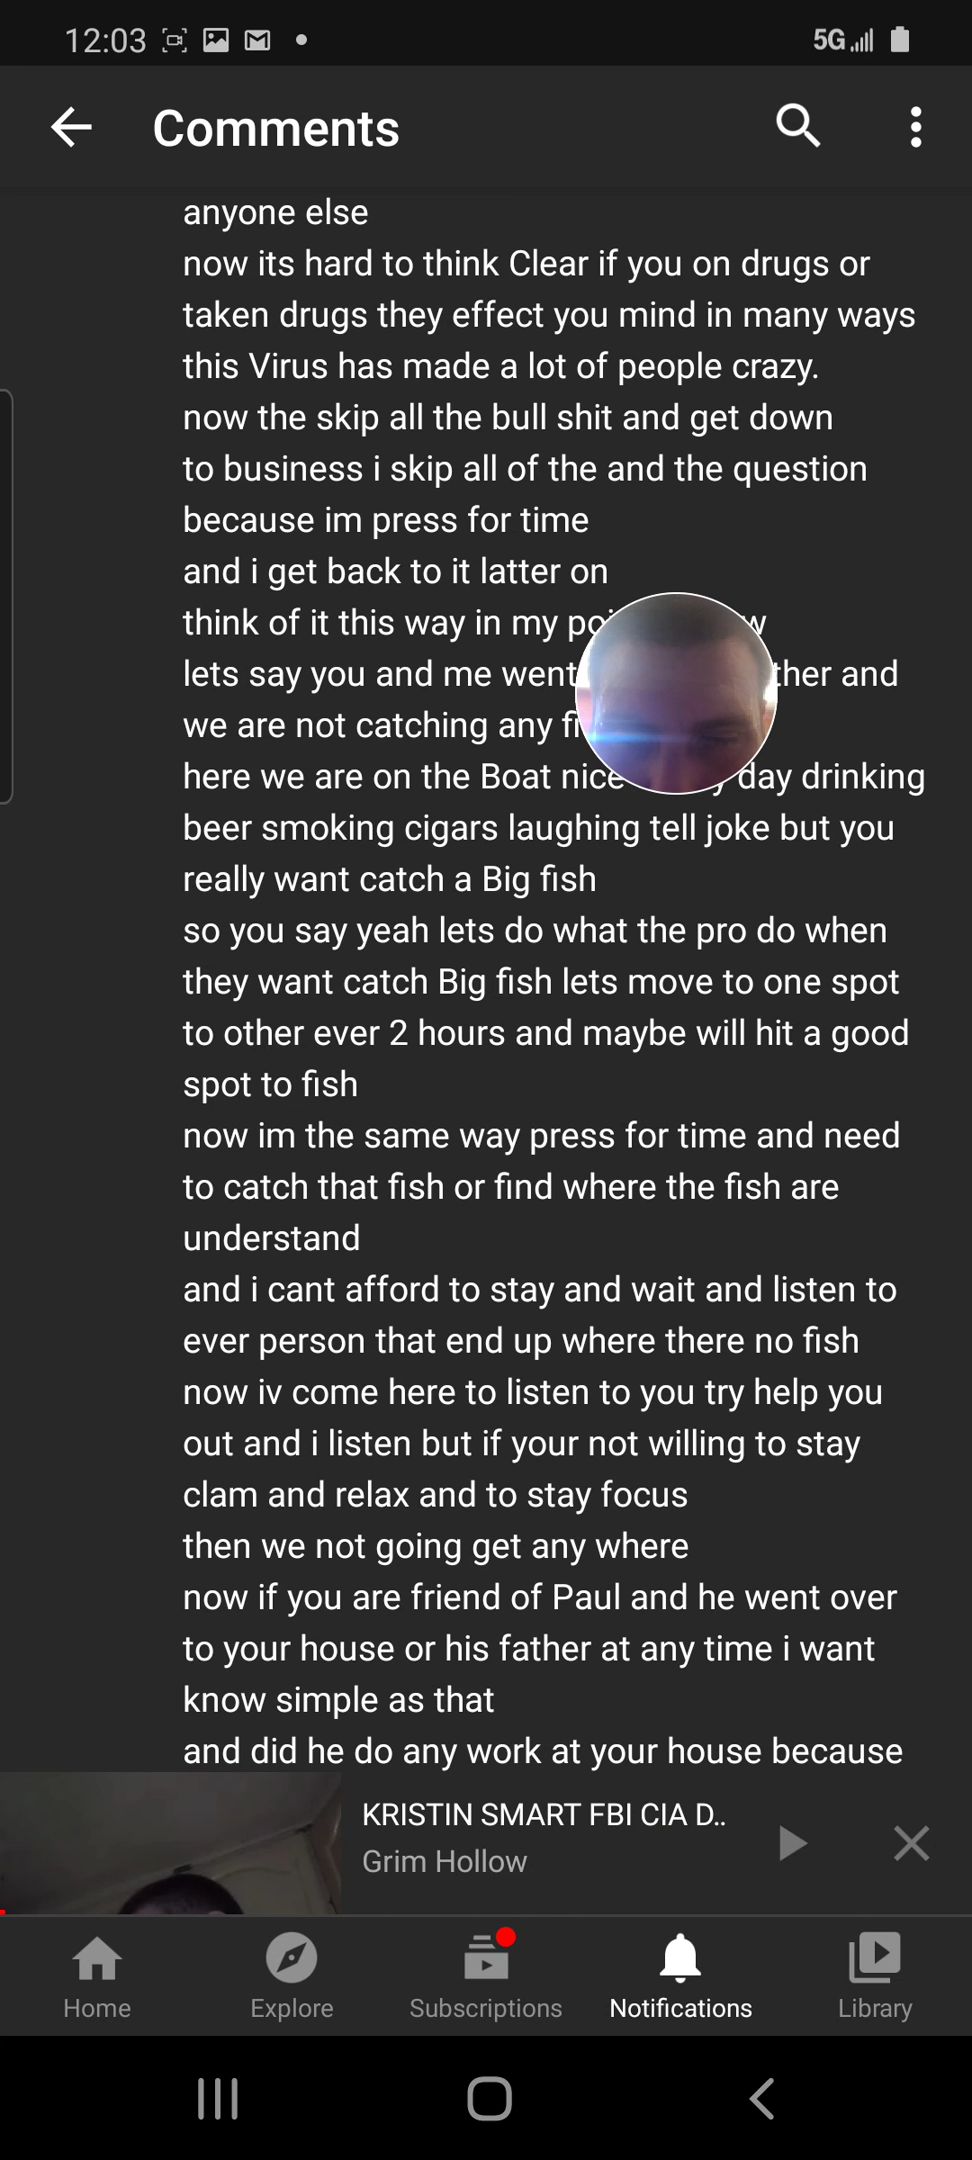 12:03
5G
Comments
anyone else
now its hard to think Clear if you on drugs or
taken drugs they effect you mind in many ways
this Virus has made a lot of people crazy.
now the skip all the bull shit and get down
to business i skip all of the and the question
because im press for time
and i get back to it latter on
think of it this way in my
lets say you and me went and
we are not catching any
here we are on the Boat nice day drinking
beer smoking cigars laughing tell joke but you
really want catch a Big fish
so you say yeah lets do what the pro do when
they want catch Big fish lets move to one spot
to other ever 2 hours and maybe will hit a good
spot to fish
now im the same way press for time and need
to catch that fish or find where the fish are
understand
and i cant afford to stay and wait and listen to
ever person that end up where there no fish
now iv come here to listen to you try help you
out and i listen but if your not willing to stay
clam and relax and to stay focus
then we not going get any where
now if you are friend of Paul and he went over
to your house or his father at any time i want
know simple as that
and did he do any work at your house because
KRISTIN SMART FBI CIA D..
Grim Hollow
Home Explore Subscriptions Notifications Library